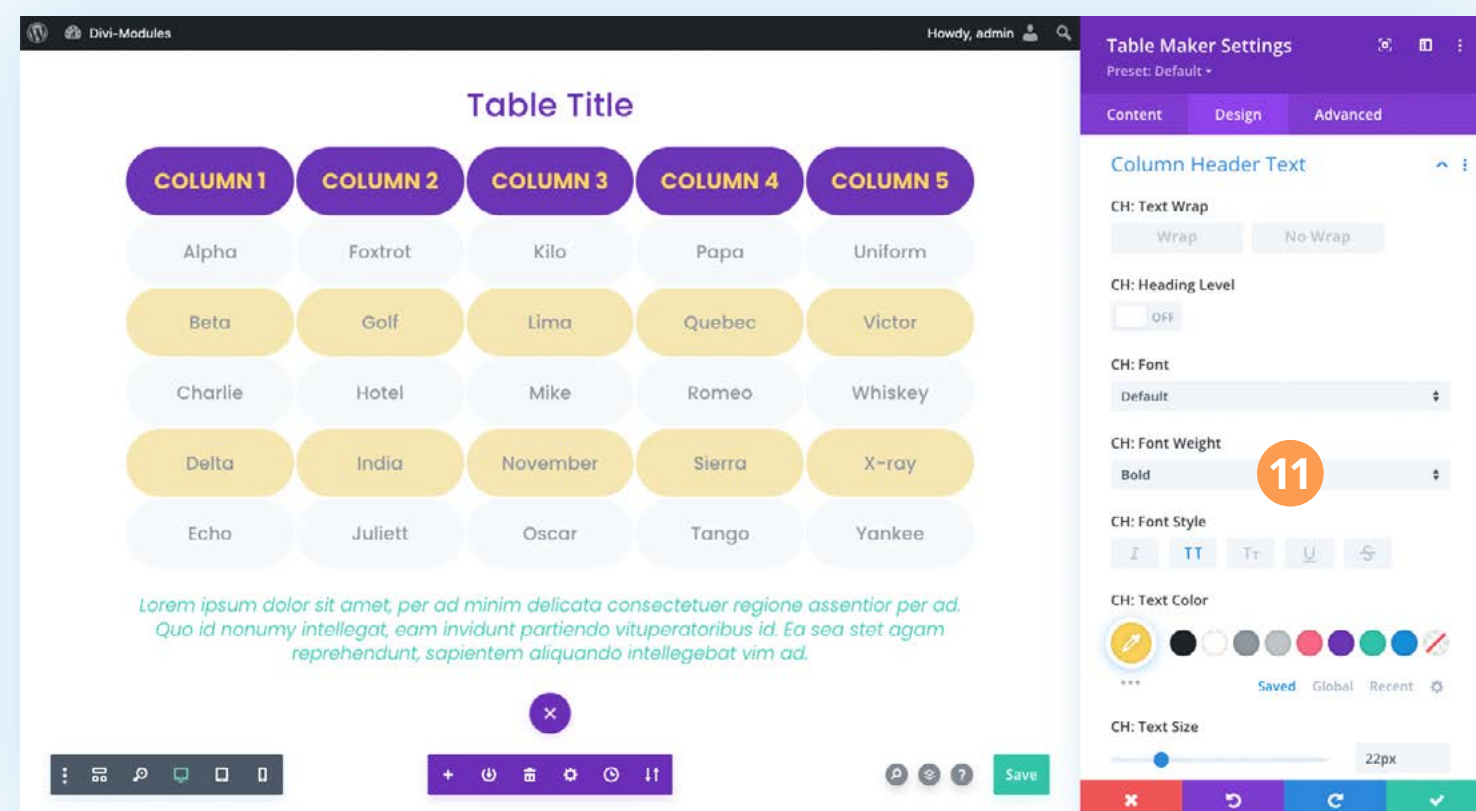 Divi-Modules
Howdy, admin
Table Title
COLUMN 1 COLUMN 2 COLUMN 3 COLUMN 4 COLUMN 5
Alpha Foxtrot Kilo Papa Uniform
Beta Golf Lima Quebec Victor
Charlie Hotel Mike Romeo Whiskey
Delta India November Sierra X-ray
Echo Juliett Oscar Tango Yankee
Lorem ipsum dolor sit amet, per ad minim delicata consectetuer regione assentior per ad.
Quo id nonumy intellegat, eam invidunt partiendo vituperatoribus id. Ea sea stet agam
reprehendunt, sapientem aliquando intellegebat vim ad.
Save
Table Maker Settings
Preset: Default
Content Design Advanced
Column Header Text
CH: Text Wrap
Wrap No Wrap
CH: Heading Level
OFF
CH: Font
Default
CH: Font Weight
Bold
11
CH: Font Style
I TT Tт U S
CH: Text Color
Saved Global Recent
CH: Text Size
22px